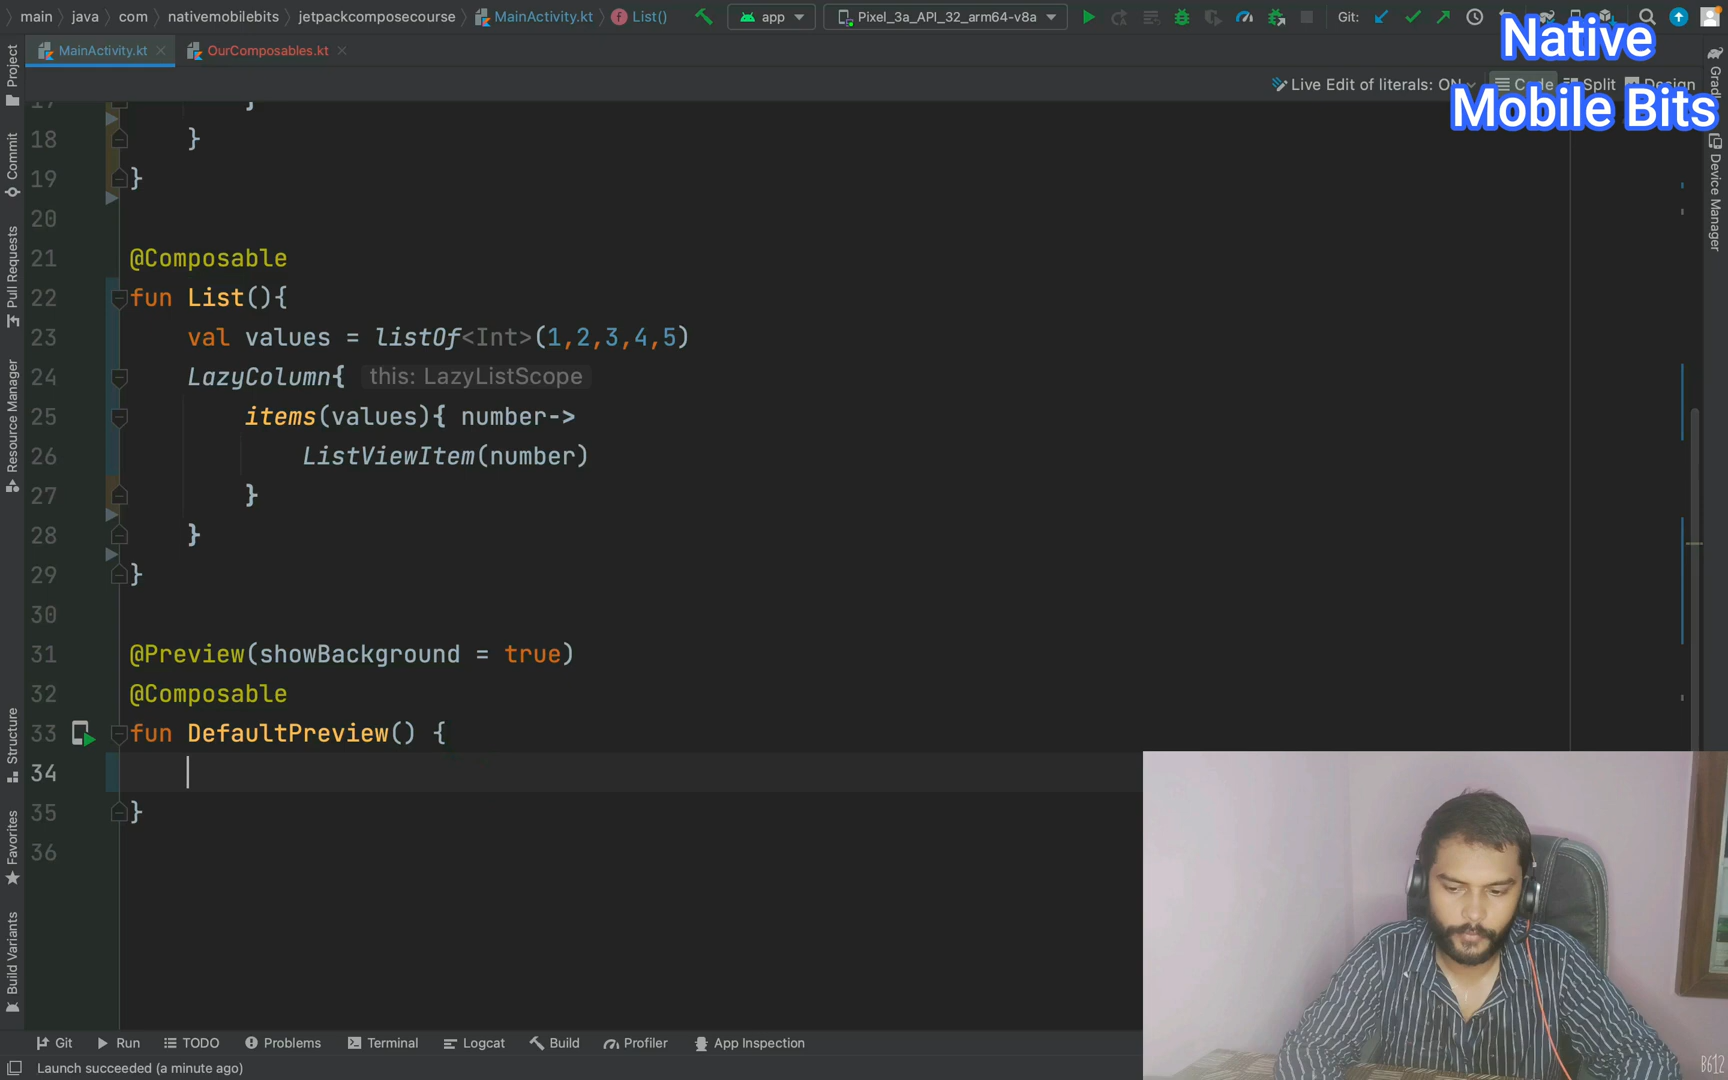 main
java
com
nativemobilebits
jetpackcomposecourse
MainActivity.kt
List()
app
Pixel_3a_API_32_arm64-v8a
Git:
Native
Mobile Bits
MainActivity.kt
OurComposables.kt
Live Edit of literals: ON
Code
Split
Design
17 }
18 }
19 }
20
21 @Composable
22 fun List(){
23 val values = listOf<Int>(1,2,3,4,5)
24 LazyColumn{ this: LazyListScope
25 items(values){ number->
26 ListViewItem(number)
27 }
28 }
29 }
30
31 @Preview(showBackground = true)
32 @Composable
33 fun DefaultPreview() {
34
35 }
36
Project
Commit
Pull Requests
Resource Manager
Structure
Favorites
Build Variants
Device Manager
Git
Run
TODO
Problems
Terminal
Logcat
Build
Profiler
App Inspection
Launch succeeded (a minute ago)
B612